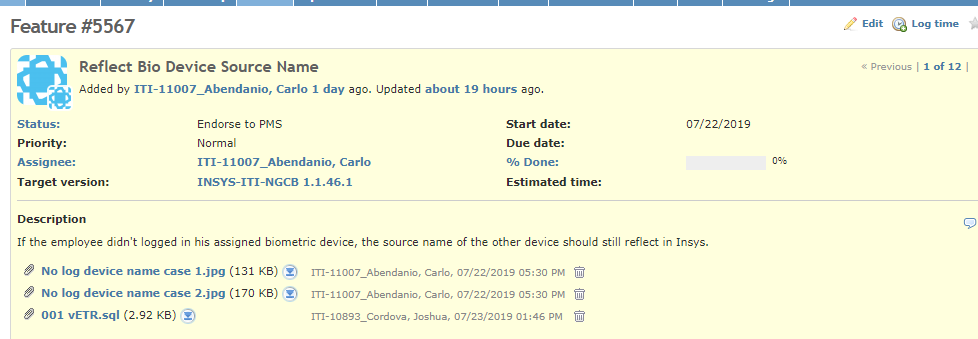 Feature #5567
Edit Log time
Reflect Bio Device Source Name
« Previous | 1 of 12 |
Added by ITI-11007_Abendanio, Carlo 1 day ago. Updated about 19 hours ago.
Status: Endorse to PMS Start date: 07/22/2019
Priority: Normal Due date:
Assignee: ITI-11007_Abendanio, Carlo % Done: 0%
Target version: INSYS-ITI-NGCB 1.1.46.1 Estimated time:
Description
If the employee didn't logged in his assigned biometric device, the source name of the other device should still reflect in Insys.
No log device name case 1.jpg (131 KB) ITI-11007_Abendanio, Carlo, 07/22/2019 05:30 PM
No log device name case 2.jpg (170 KB) ITI-11007_Abendanio, Carlo, 07/22/2019 05:30 PM
001 vETR.sql (2.92 KB) ITI-10893_Cordova, Joshua, 07/23/2019 01:46 PM